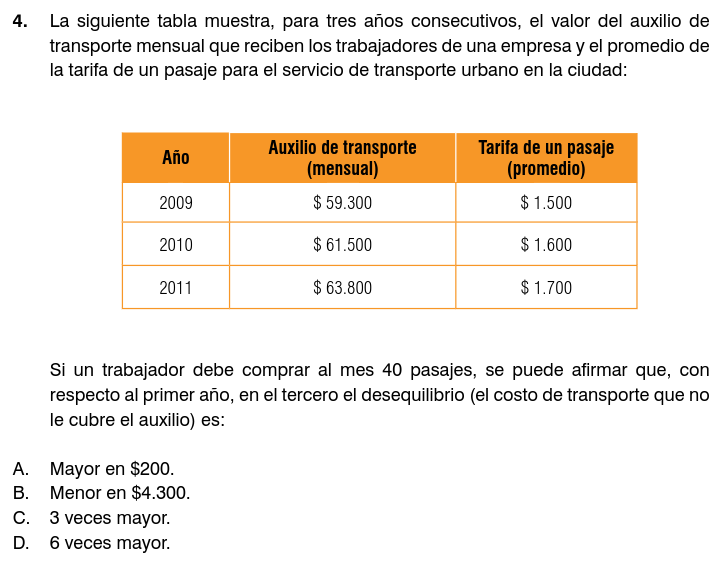 4. La siguiente tabla muestra, para tres años consecutivos, el valor del auxilio de
transporte mensual que reciben los trabajadores de una empresa y el promedio de
la tarifa de un pasaje para el servicio de transporte urbano en la ciudad:
Año Auxilio de transporte (mensual) Tarifa de un pasaje (promedio)
2009 $ 59.300 $ 1.500
2010 $ 61.500 $ 1.600
2011 $ 63.800 $ 1.700
Si un trabajador debe comprar al mes 40 pasajes, se puede afirmar que, con
respecto al primer año, en el tercero el desequilibrio (el costo de transporte que no
le cubre el auxilio) es:
A. Mayor en $200.
B. Menor en $4.300.
C. 3 veces mayor.
D. 6 veces mayor.